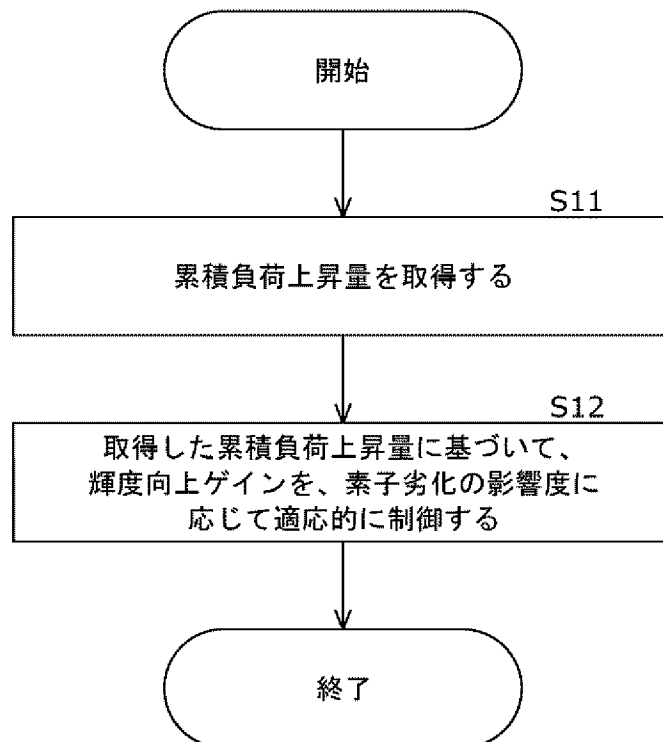 開始
S11
累積負荷上昇量を取得する
S12
取得した累積負荷上昇量に基づいて、
輝度向上ゲインを、素子劣化の影響度に
応じて適応的に制御する
終了